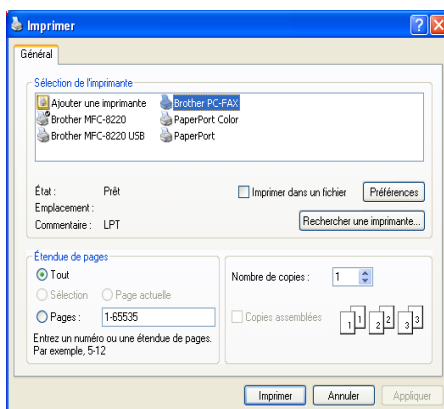 Imprimer
Général
Sélection de l'imprimante
Ajouter une imprimante
Brother PC-FAX
Brother MFC-8220
PaperPort Color
Brother MFC-8220 USB
PaperPort
État : Prêt
Imprimer dans un fichier
Préférences
Emplacement :
Commentaire : LPT
Rechercher une imprimante...
Étendue de pages
Tout
Nombre de copies : 1
Sélection
Page actuelle
Pages : 1-65535
Copies assemblées
1 1 2 2 3 3
Entrez un numéro ou une étendue de pages.
Par exemple, 5-12
Imprimer
Annuler
Appliquer